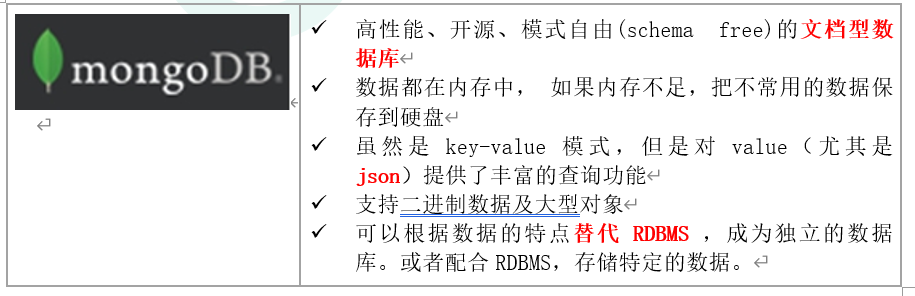 mongoDB.
高性能、开源、模式自由(schema free)的文档型数
据库
数据都在内存中， 如果内存不足，把不常用的数据保
存到硬盘
虽然是 key-value 模式，但是对 value（尤其是
json）提供了丰富的查询功能
支持二进制数据及大型对象
可以根据数据的特点替代 RDBMS ，成为独立的数据
库。或者配合 RDBMS，存储特定的数据。